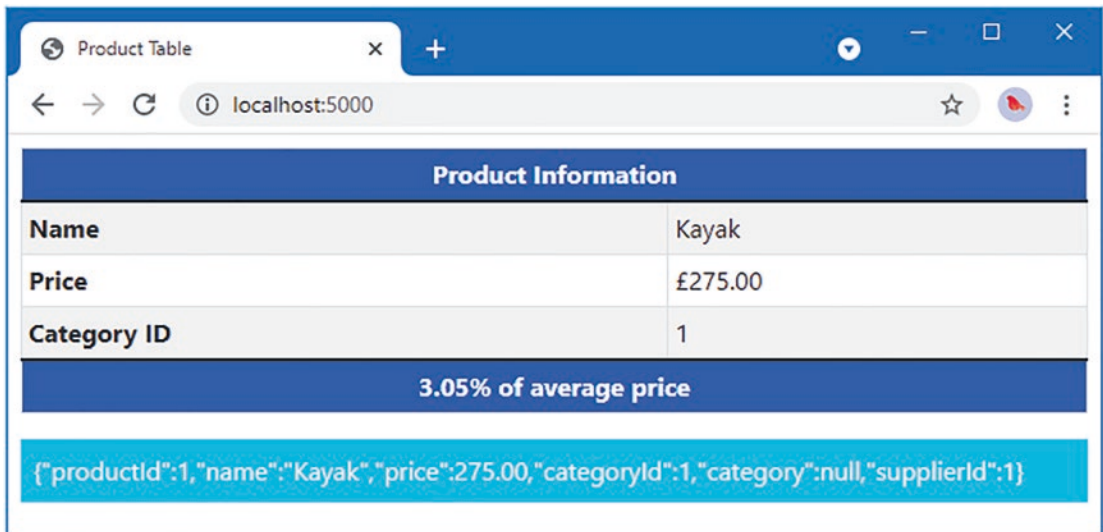 Product Table
localhost:5000
Product Information
Name Kayak
Price £275.00
Category ID 1
3.05% of average price
{"productId":1,"name":"Kayak","price":275.00,"categoryId":1,"category":null,"supplierId":1}